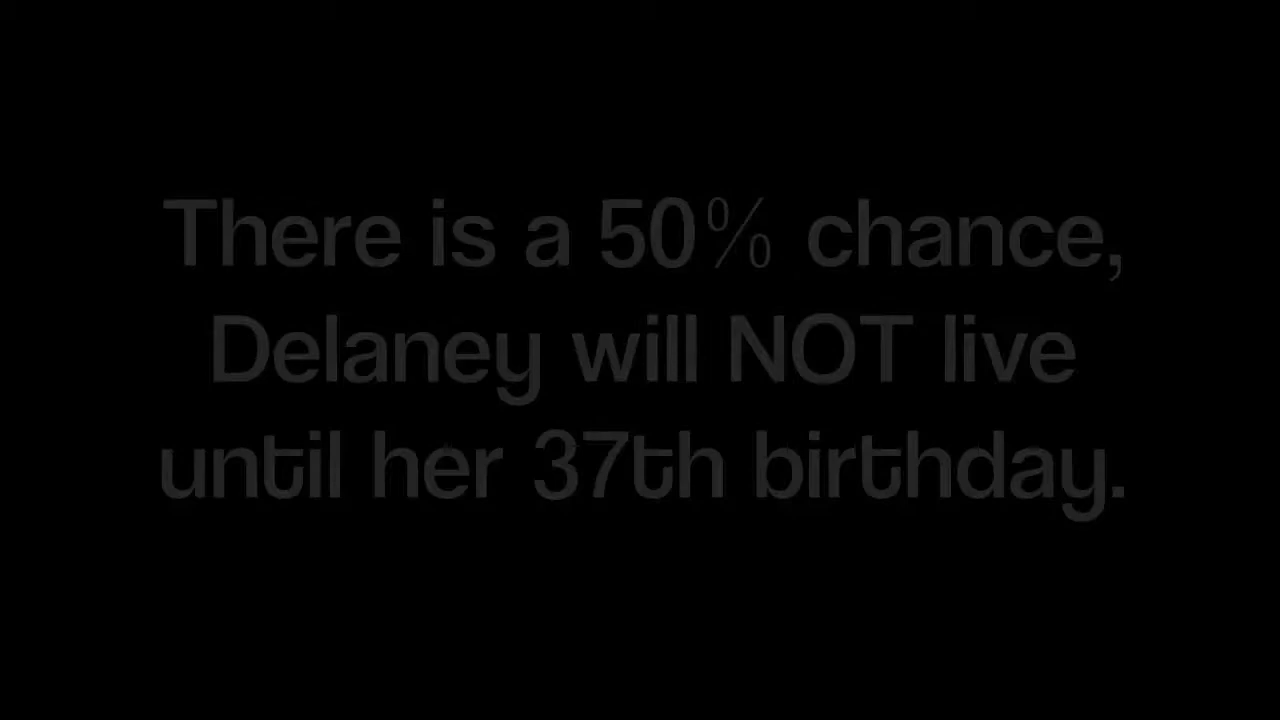 There is a 50% chance,
Delaney will NOT live
until her 37th birthday.